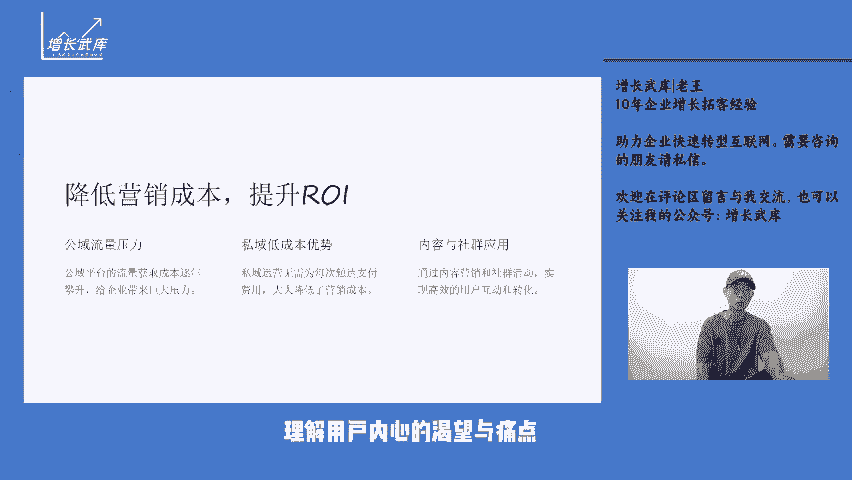 增长武库
降低营销成本，提升ROI
公域流量压力
公域平台的流量获取成本逐年
攀升，给企业带来巨大压力。
私域低成本优势
私域运营无需为每次触达支付
费用，大大降低了营销成本。
内容与社群应用
通过内容营销和社群活动，实
现高效的用户互动和转化。
增长武库|老王
10年企业增长拓客经验
助力企业快速转型互联网。需要咨询
的朋友请私信。
欢迎在评论区留言与我交流，也可以
关注我的公众号：增长武库
理解用户内心的渴望与痛点